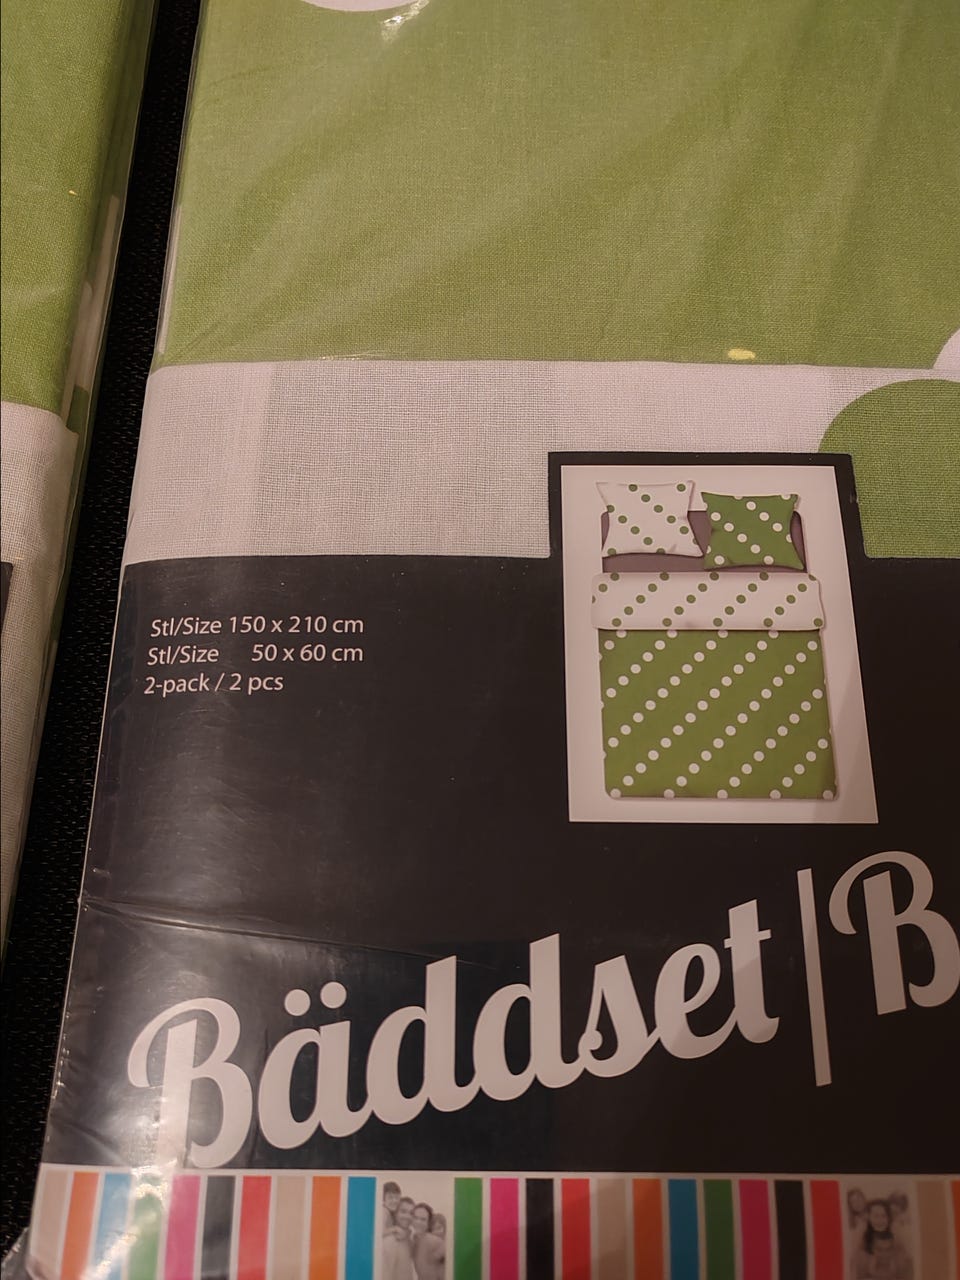 Stl/Size 150 x 210 cm
Stl/Size 50 x 60 cm
2-pack / 2 pcs
Bäddset | B